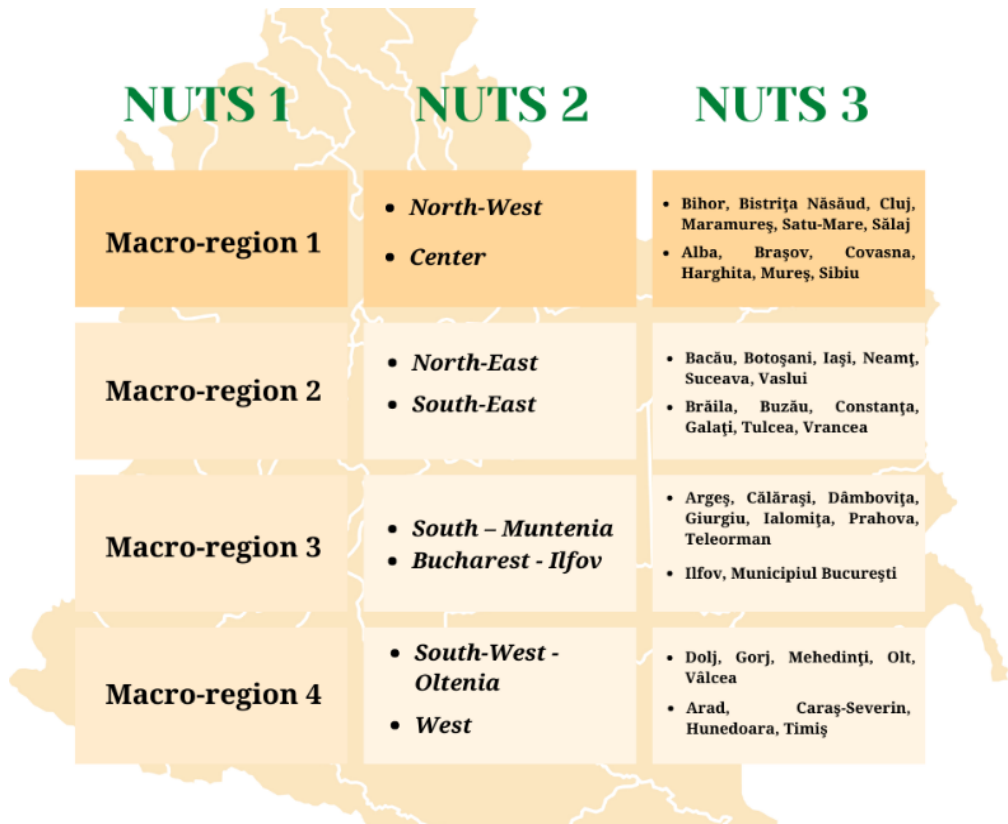 NUTS 1
NUTS 2
NUTS 3
Macro-region 1
• North-West
• Center
• Bihor, Bistriţa Năsăud, Cluj,
Maramureş, Satu-Mare, Sălaj
• Alba, Braşov, Covasna,
Harghita, Mureş, Sibiu
Macro-region 2
• North-East
• South-East
• Bacău, Botoşani, Iaşi, Neamţ,
Suceava, Vaslui
• Brăila, Buzău, Constanţa,
Galaţi, Tulcea, Vrancea
Macro-region 3
• South – Muntenia
• Bucharest - Ilfov
• Argeş, Călăraşi, Dâmboviţa,
Giurgiu, Ialomiţa, Prahova,
Teleorman
• Ilfov, Municipiul Bucureşti
Macro-region 4
• South-West -
Oltenia
• West
• Dolj, Gorj, Mehedinţi, Olt,
Vâlcea
• Arad, Caraş-Severin,
Hunedoara, Timiş